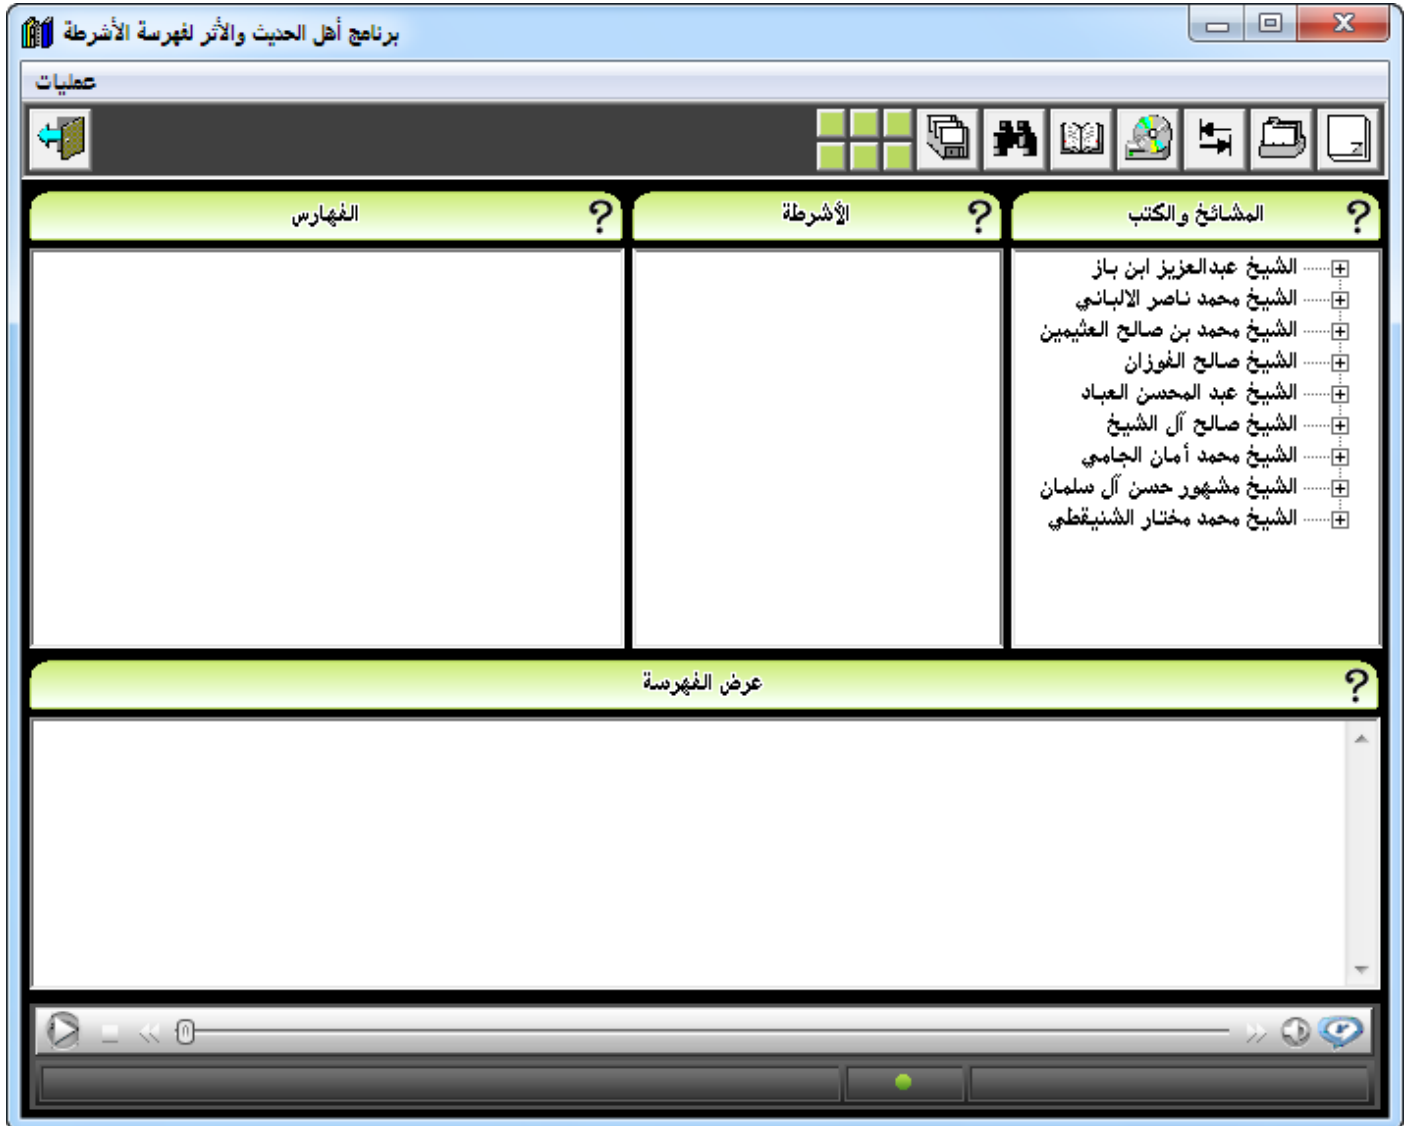 برنامج أهل الحديث والأثر لفهرسة الأشرطة
عمليات
المشائخ والكتب ?
الأشرطة ?
الفهارس ?
الشيخ عبدالعزيز ابن باز
الشيخ محمد ناصر الالباني
الشيخ محمد بن صالح العثيمين
الشيخ صالح الفوزان
الشيخ عبد المحسن العباد
الشيخ صالح آل الشيخ
الشيخ محمد أمان الجامي
الشيخ مشهور حسن آل سلمان
الشيخ محمد مختار الشنيقطي
عرض الفهرسة ?